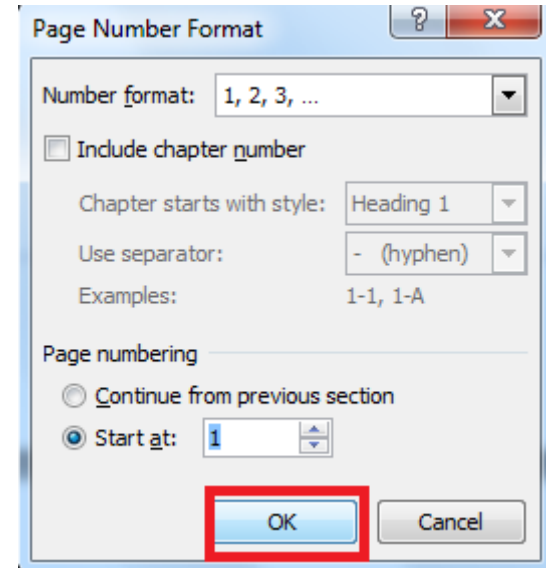 Page Number Format
Number format: 1, 2, 3, ...
Include chapter number
Chapter starts with style: Heading 1
Use separator: - (hyphen)
Examples: 1-1, 1-A
Page numbering
Continue from previous section
Start at: 1
OK Cancel